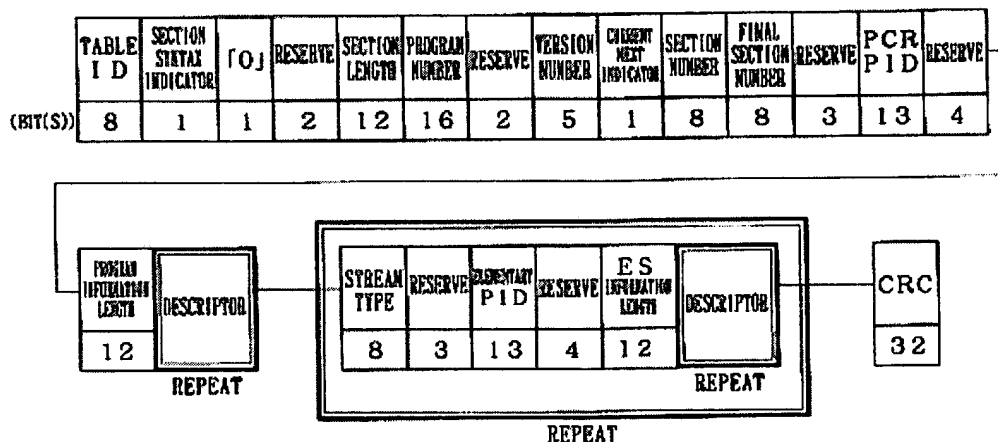 TABLE ID SECTION SYNTAX INDICATOR 「0」 RESERVE SECTION LENGTH PROGRAM NUMBER RESERVE VERSION NUMBER CURRENT NEXT INDICATOR SECTION NUMBER FINAL SECTION NUMBER RESERVE PCR PID RESERVE
(BIT(S)) 8 1 1 2 12 16 2 5 1 8 8 3 13 4
PROGRAM INFORMATION LENGTH DESCRIPTOR STREAM TYPE RESERVE ELEMENTARY PID RESERVE ES INFORMATION LENGTH DESCRIPTOR CRC
12 8 3 13 4 12 32
REPEAT REPEAT
REPEAT